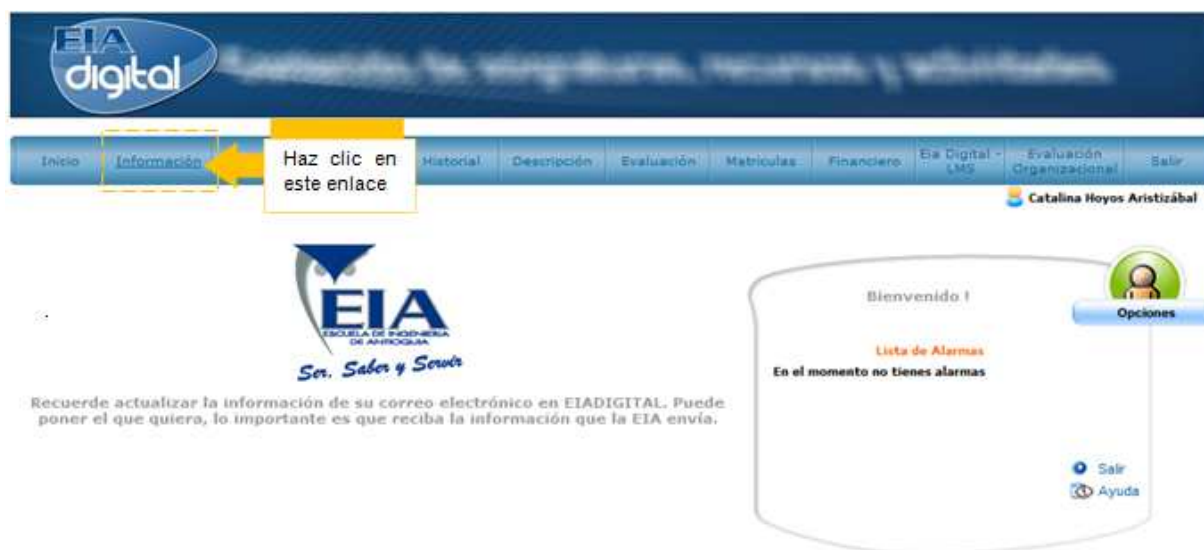 EIA
digital
Inicio
Información
Haz clic en
este enlace
Historial
Descripción
Evaluación
Matriculas
Financiero
Eia Digital -
LMS
Evaluación
Organizacional
Salir
Catalina Hoyos Aristizábal
EIA
ESCUELA DE INGENIERIA
DE ANTIOQUIA
Ser, Saber y Servir
Recuerde actualizar la información de su correo electrónico en EIADIGITAL. Puede
poner el que quiera, lo importante es que reciba la información que la EIA envía.
Bienvenido !
Opciones
Lista de Alarmas
En el momento no tienes alarmas
Salir
Ayuda